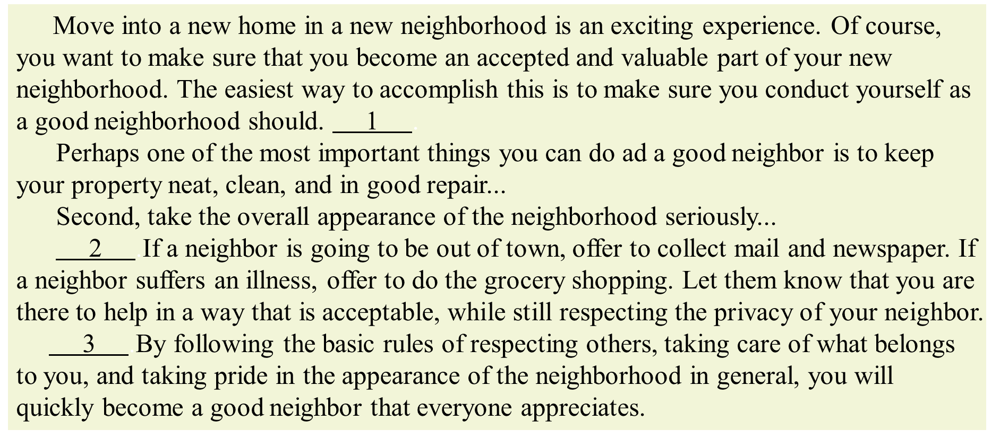 Move into a new home in a new neighborhood is an exciting experience. Of course,
you want to make sure that you become an accepted and valuable part of your new
neighborhood. The easiest way to accomplish this is to make sure you conduct yourself as
a good neighborhood should. 1
Perhaps one of the most important things you can do ad a good neighbor is to keep
your property neat, clean, and in good repair...
Second, take the overall appearance of the neighborhood seriously...
2 If a neighbor is going to be out of town, offer to collect mail and newspaper. If
a neighbor suffers an illness, offer to do the grocery shopping. Let them know that you are
there to help in a way that is acceptable, while still respecting the privacy of your neighbor.
3 By following the basic rules of respecting others, taking care of what belongs
to you, and taking pride in the appearance of the neighborhood in general, you will
quickly become a good neighbor that everyone appreciates.